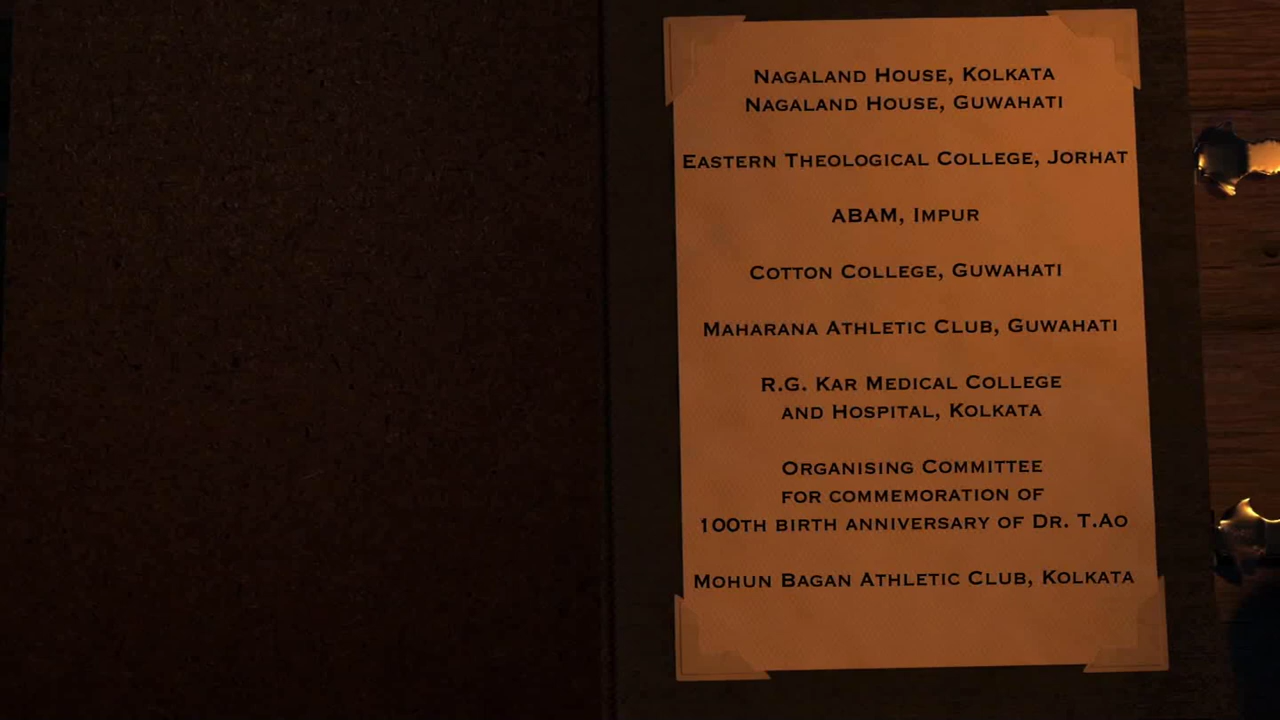 Nagaland House, Kolkata
Nagaland House, Guwahati
Eastern Theological College, Jorhat
ABAM, Impur
Cotton College, Guwahati
Maharana Athletic Club, Guwahati
R.G. Kar Medical College
and Hospital, Kolkata
Organising Committee
for commemoration of
100th birth anniversary of Dr. T.Ao
Mohun Bagan Athletic Club, Kolkata